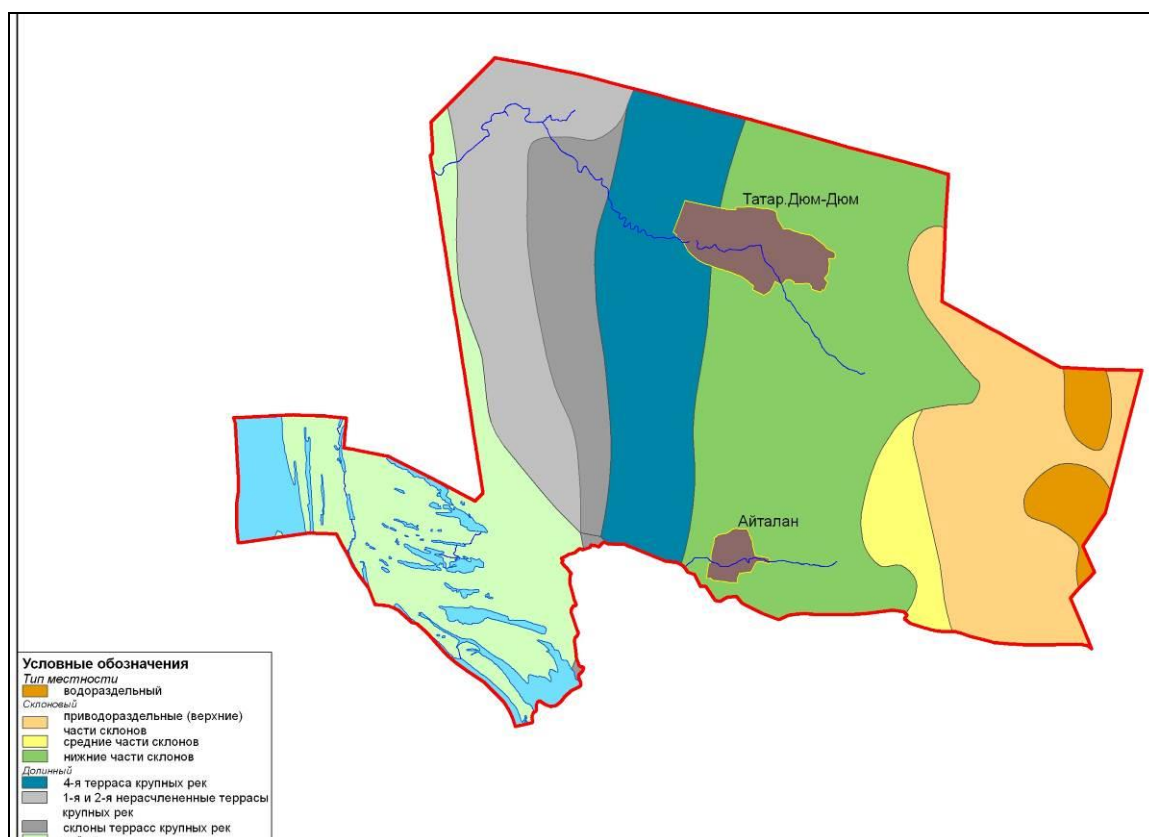 Татар.Дюм-Дюм
Айталан
Условные обозначения
Тип местности
водораздельный
Склоновый
приводораздельные (верхние)
части склонов
средние части склонов
нижние части склонов
Долинный
4-я терраса крупных рек
1-я и 2-я нерасчлененные террасы
крупных рек
склоны террасс крупных рек